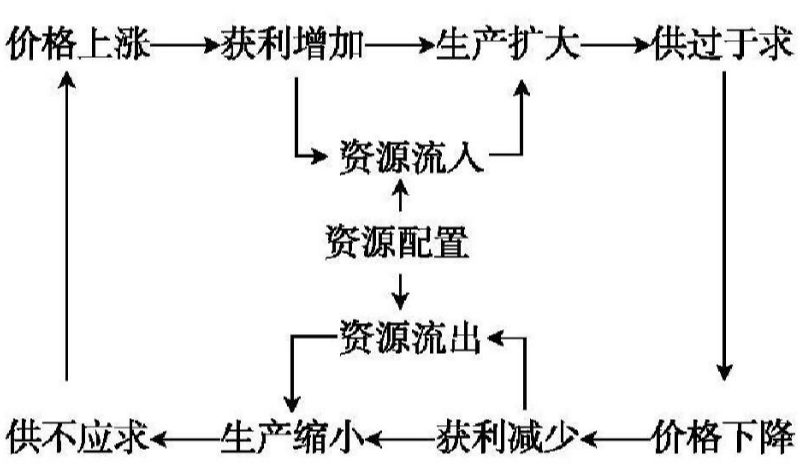 价格上涨 获利增加 生产扩大 供过于求
资源流人
资源配置
资源流出
供不应求 生产缩小 获利减少 价格下降